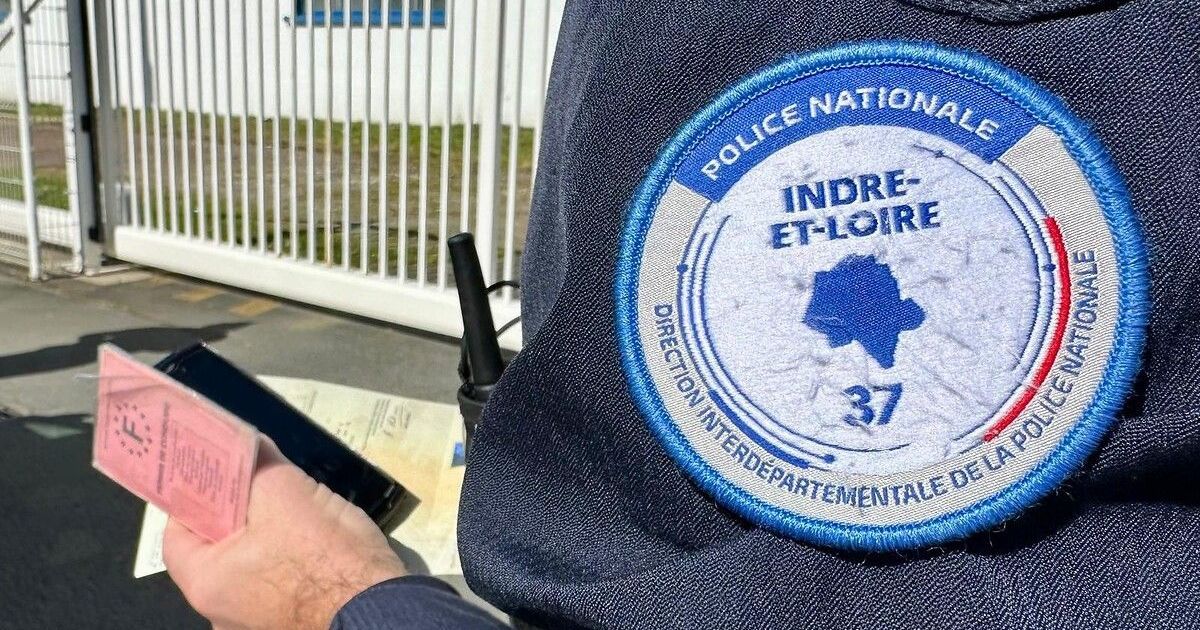 POLICE NATIONALE
INDRE-
ET-LOIRE
37
DIRECTION INTERDÉPARTEMENTALE DE LA POLICE NATIONALE
F